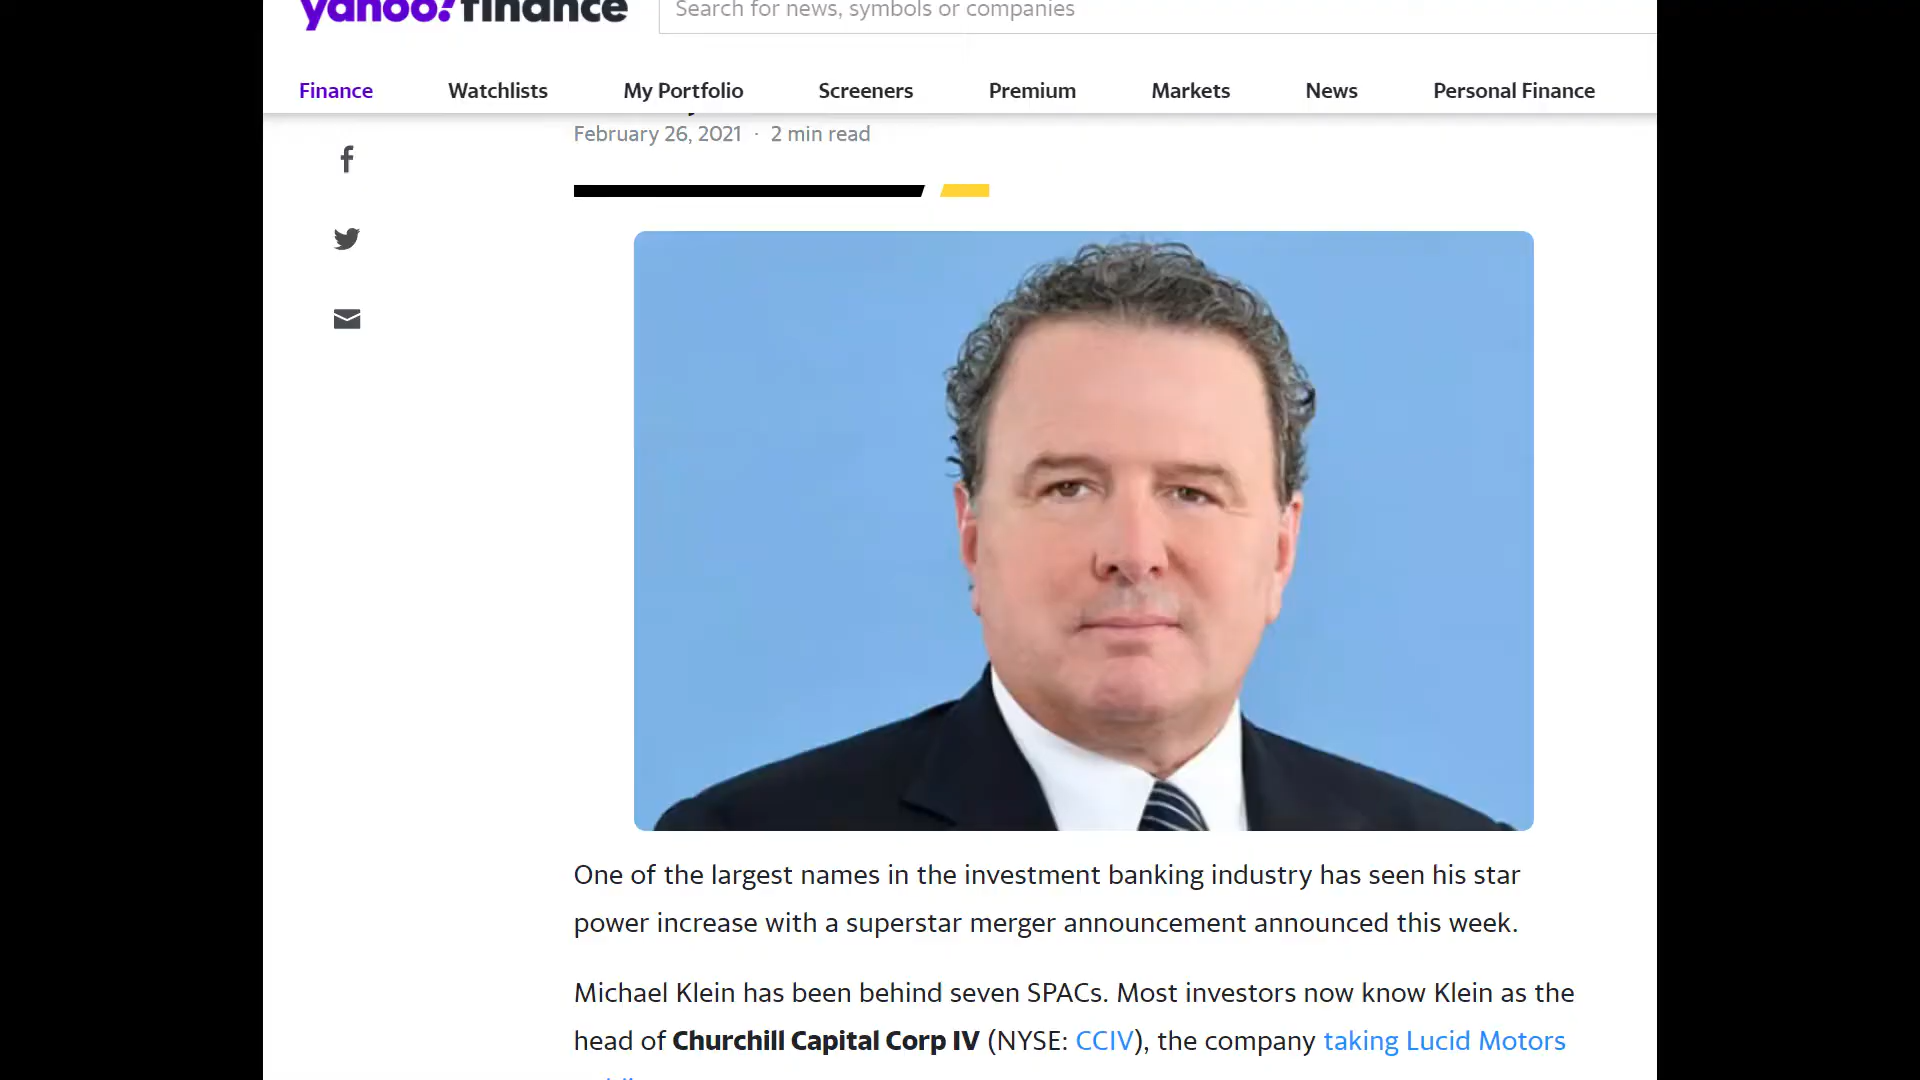 yahoo! finance
Search for news, symbols or companies
Finance Watchlists My Portfolio Screeners Premium Markets News Personal Finance
February 26, 2021 · 2 min read
One of the largest names in the investment banking industry has seen his star
power increase with a superstar merger announcement announced this week.
Michael Klein has been behind seven SPACs. Most investors now know Klein as the
head of Churchill Capital Corp IV (NYSE: CCIV), the company taking Lucid Motors